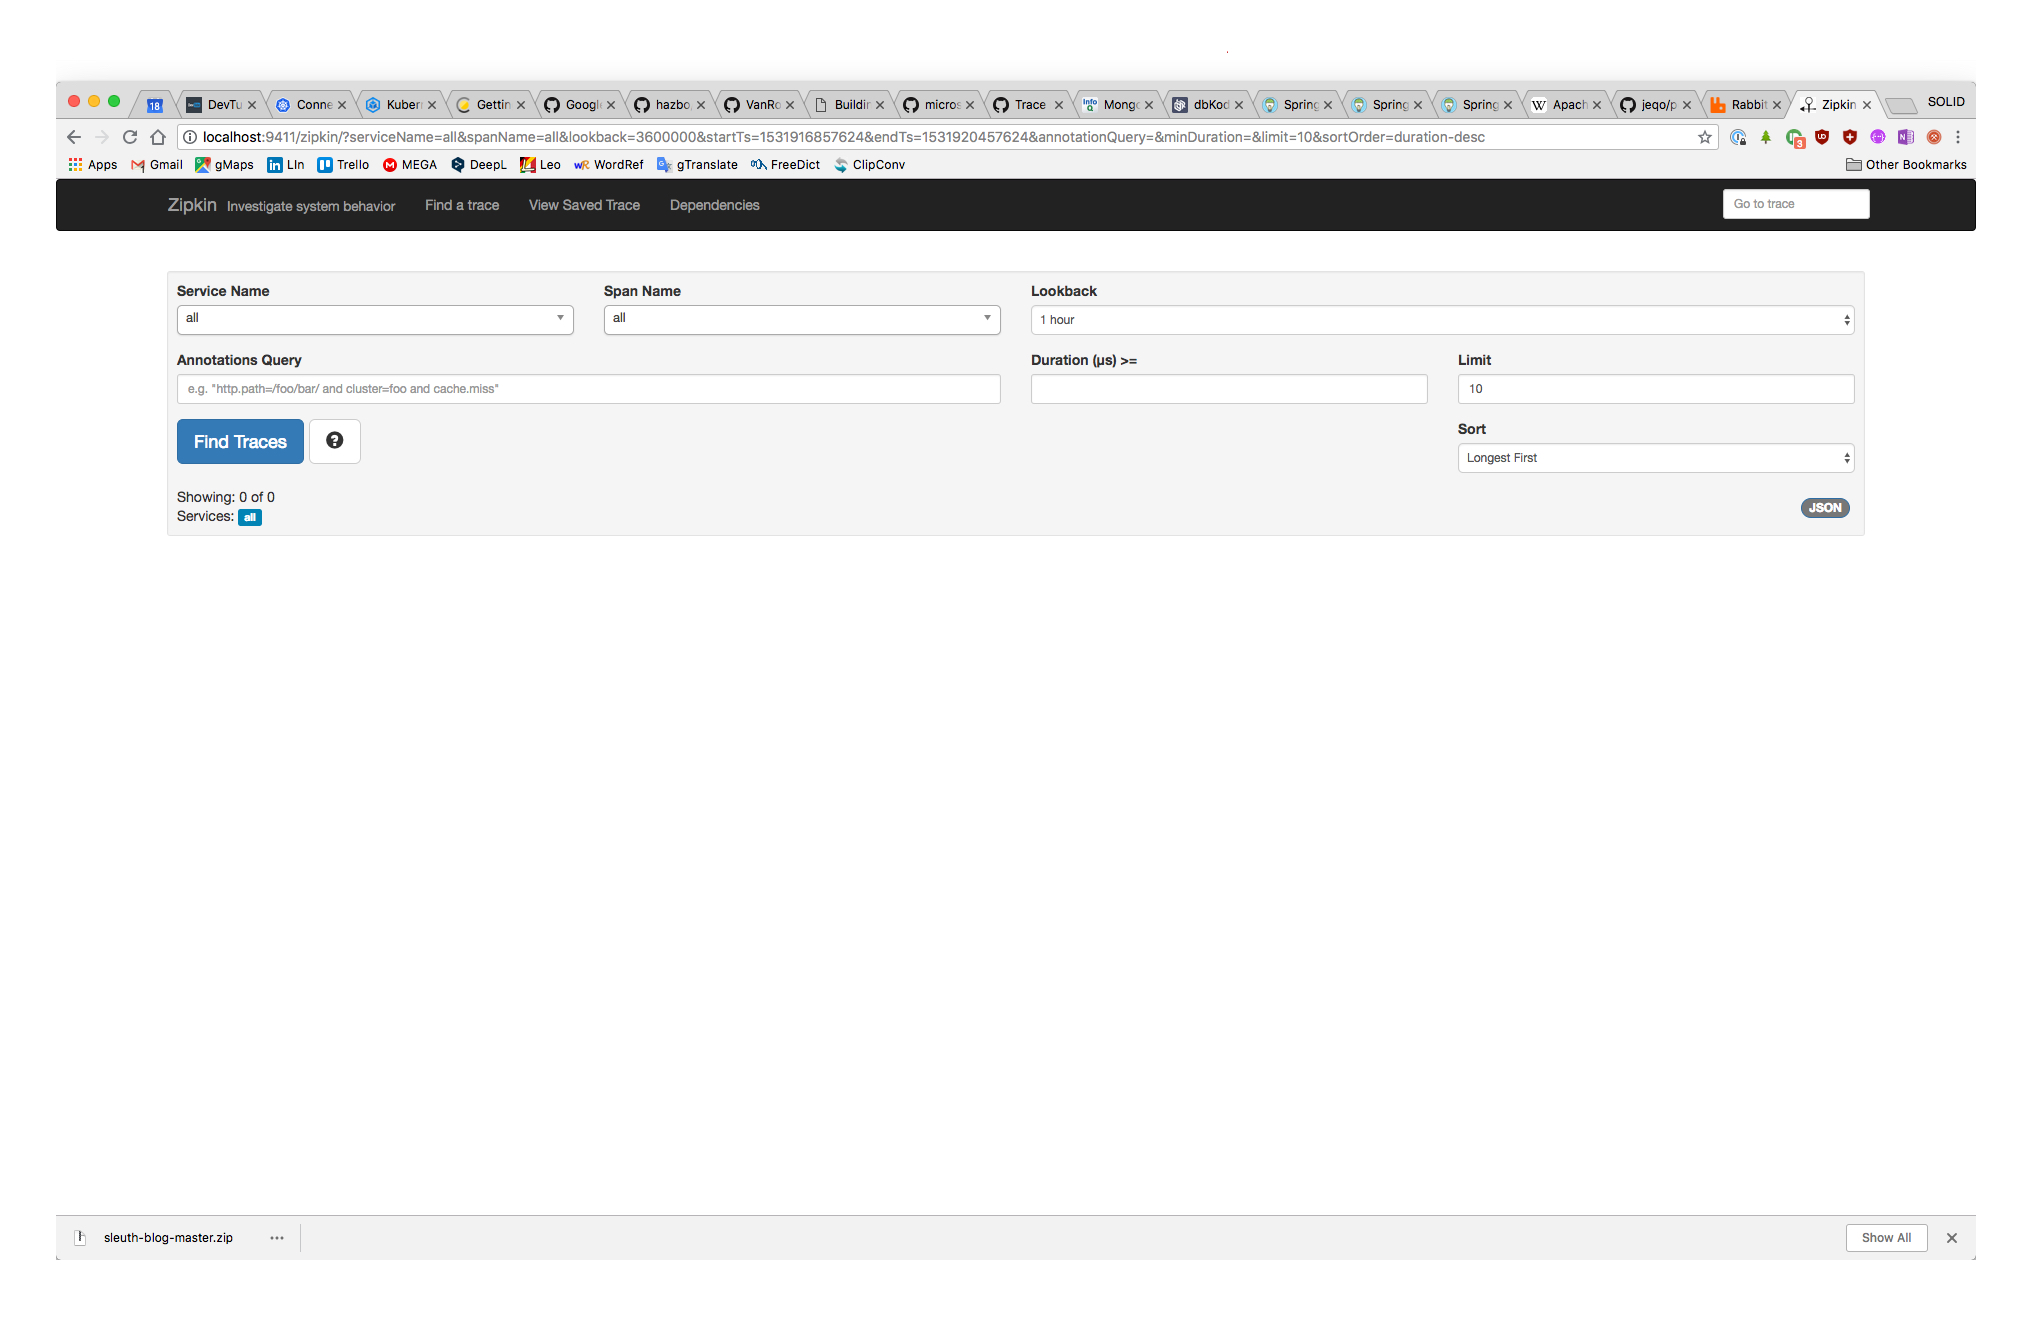 18 DevTu Conne Kuber Gettin Googl hazbo VanRo Buildin micros Trace Mongo dbKod Spring Spring Spring Apach jeqo/p Rabbit Zipkin SOLID
localhost:9411/zipkin/?serviceName=all&spanName=all&lookback=3600000&startTs=1531916857624&endTs=1531920457624&annotationQuery=&minDuration=&limit=10&sortOrder=duration-desc
Apps Gmail gMaps LIn Trello MEGA DeepL Leo WordRef gTranslate FreeDict ClipConv Other Bookmarks
Zipkin Investigate system behavior Find a trace View Saved Trace Dependencies Go to trace
Service Name Span Name Lookback
all all 1 hour
Annotations Query Duration (μs) >= Limit
e.g. "http.path=/foo/bar/ and cluster=foo and cache.miss" 10
Find Traces ?
Sort
Longest First
Showing: 0 of 0
Services: all
JSON
sleuth-blog-master.zip ... Show All